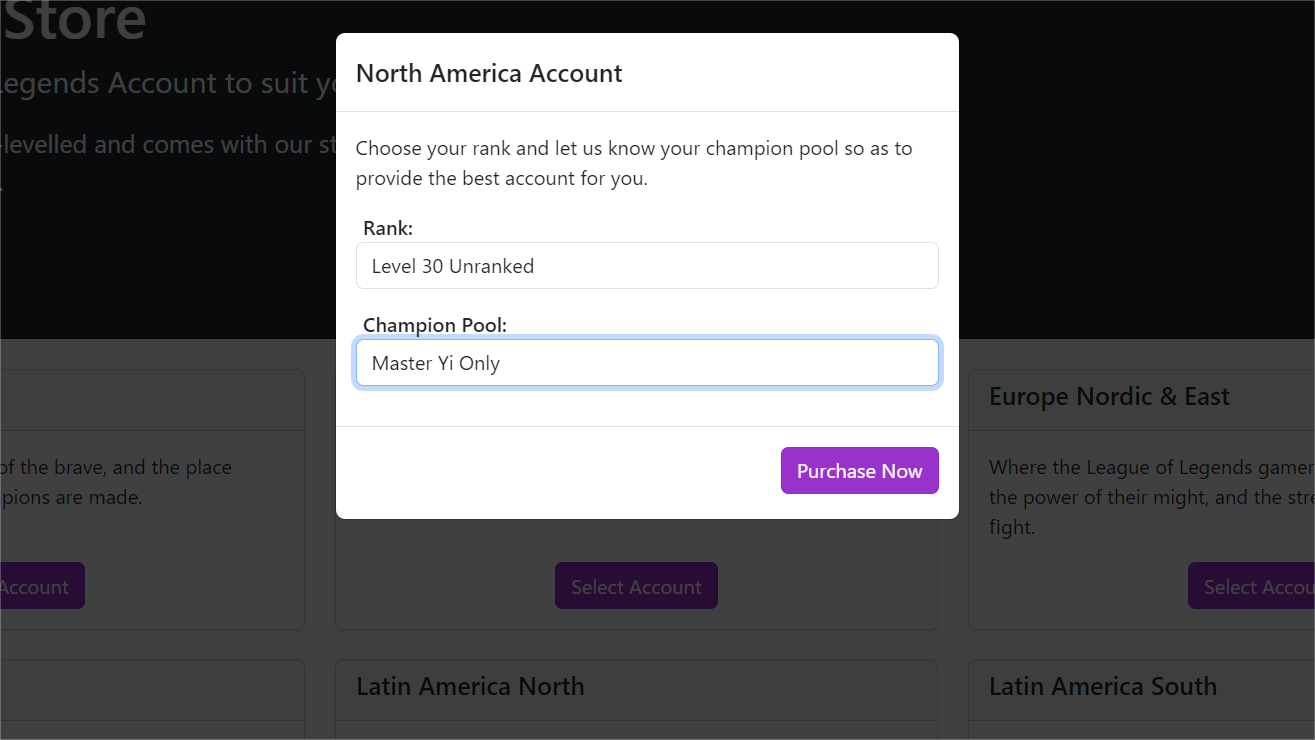 Store
egends Account to suit yo
-levelled and comes with our st
North America Account
Choose your rank and let us know your champion pool so as to
provide the best account for you.
Rank:
Level 30 Unranked
Champion Pool:
Master Yi Only
Purchase Now
of the brave, and the place
pions are made.
Account
Select Account
Europe Nordic & East
Where the League of Legends gamer
the power of their might, and the stre
fight.
Select Accou
Latin America North
Latin America South